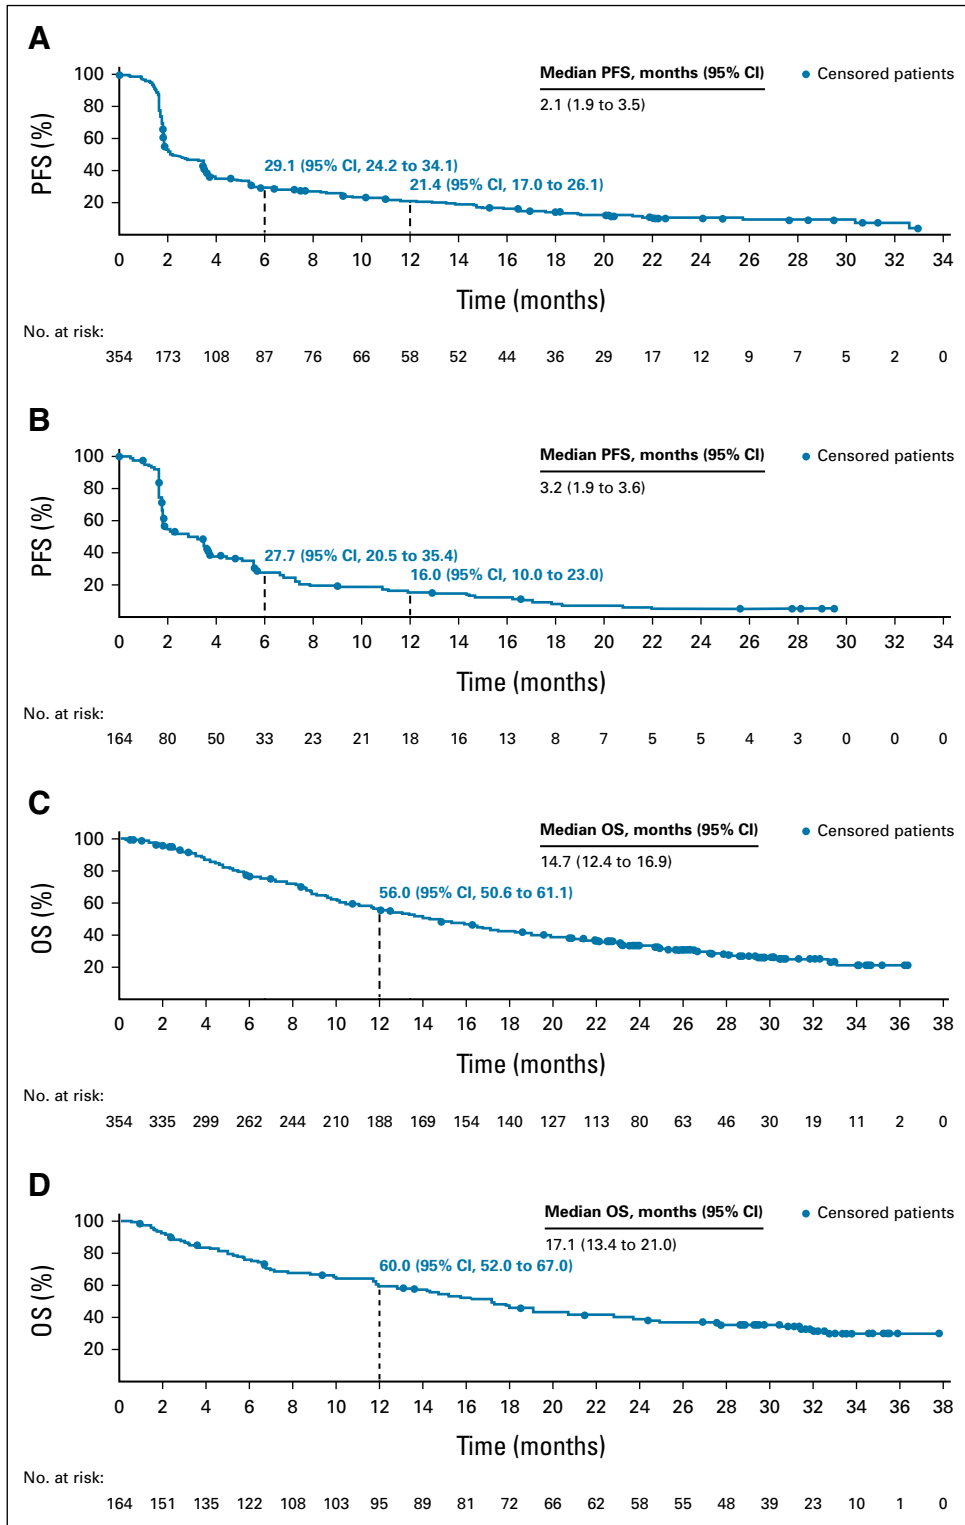 A
Median PFS, months (95% CI)
Censored patients
2.1 (1.9 to 3.5)
PFS (%)
100
80
60
40
20
29.1 (95% CI, 24.2 to 34.1)
21.4 (95% CI, 17.0 to 26.1)
0 2 4 6 8 10 12 14 16 18 20 22 24 26 28 30 32 34
Time (months)
No. at risk:
354 173 108 87 76 66 58 52 44 36 29 17 12 9 7 5 2 0
B
Median PFS, months (95% CI)
Censored patients
3.2 (1.9 to 3.6)
PFS (%)
100
80
60
40
20
27.7 (95% CI, 20.5 to 35.4)
16.0 (95% CI, 10.0 to 23.0)
0 2 4 6 8 10 12 14 16 18 20 22 24 26 28 30 32 34
Time (months)
No. at risk:
164 80 50 33 23 21 18 16 13 8 7 5 5 4 3 0 0 0
C
Median OS, months (95% CI)
Censored patients
14.7 (12.4 to 16.9)
OS (%)
100
80
60
40
20
56.0 (95% CI, 50.6 to 61.1)
0 2 4 6 8 10 12 14 16 18 20 22 24 26 28 30 32 34 36 38
Time (months)
No. at risk:
354 335 299 262 244 210 188 169 154 140 127 113 80 63 46 30 19 11 2 0
D
Median OS, months (95% CI)
Censored patients
17.1 (13.4 to 21.0)
OS (%)
100
80
60
40
20
60.0 (95% CI, 52.0 to 67.0)
0 2 4 6 8 10 12 14 16 18 20 22 24 26 28 30 32 34 36 38
Time (months)
No. at risk:
164 151 135 122 108 103 95 89 81 72 66 62 58 55 48 39 23 10 1 0